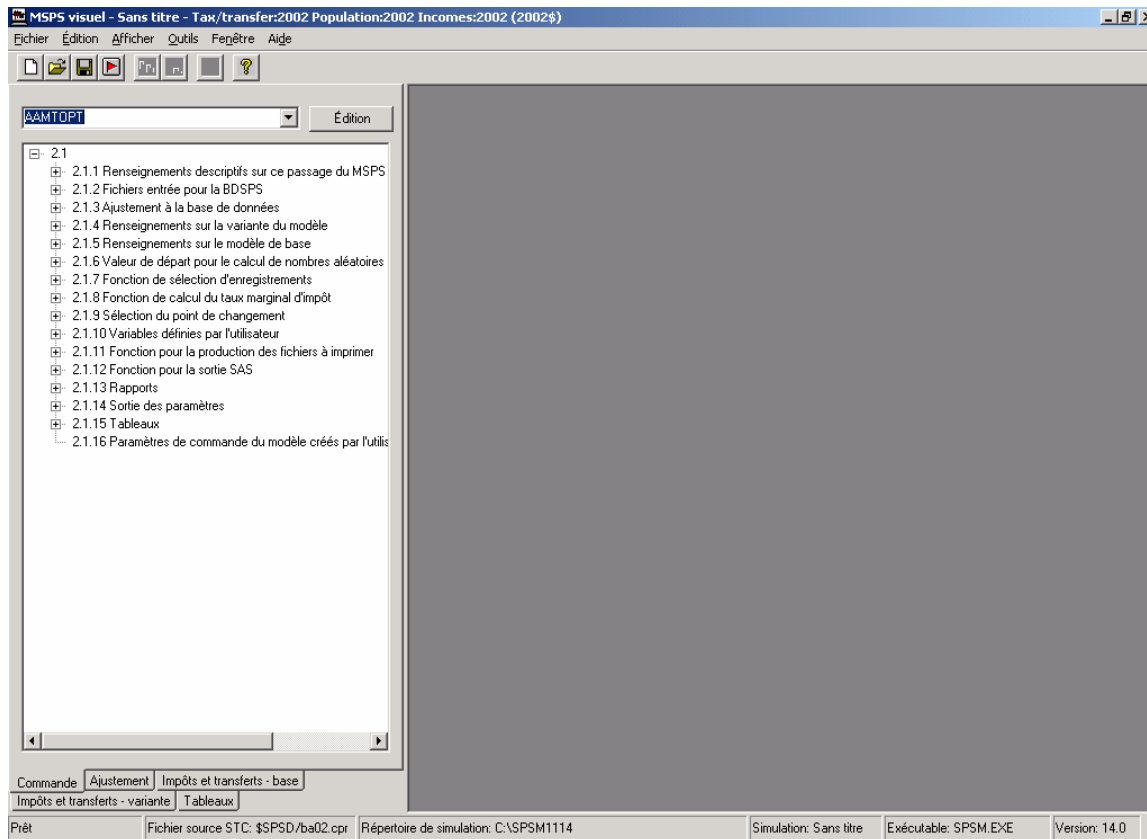 MSPS visuel - Sans titre - Tax/transfer:2002 Population:2002 Incomes:2002 (2002$)
Fichier Édition Afficher Outils Fenêtre Aide
AAMTOPT Édition
2.1
2.1.1 Renseignements descriptifs sur ce passage du MSPS
2.1.2 Fichiers entrée pour la BDSPS
2.1.3 Ajustement à la base de données
2.1.4 Renseignements sur la variante du modèle
2.1.5 Renseignements sur le modèle de base
2.1.6 Valeur de départ pour le calcul de nombres aléatoires
2.1.7 Fonction de sélection d'enregistrements
2.1.8 Fonction de calcul du taux marginal d'impôt
2.1.9 Sélection du point de changement
2.1.10 Variables définies par l'utilisateur
2.1.11 Fonction pour la production des fichiers à imprimer
2.1.12 Fonction pour la sortie SAS
2.1.13 Rapports
2.1.14 Sortie des paramètres
2.1.15 Tableaux
2.1.16 Paramètres de commande du modèle créés par l'utilis
Commande Ajustement Impôts et transferts - base
Impôts et transferts - variante Tableaux
Prêt Fichier source STC: $SPSD/ba02.cpr Répertoire de simulation: C:\SPSM1114 Simulation: Sans titre Exécutable: SPSM.EXE Version: 14.0